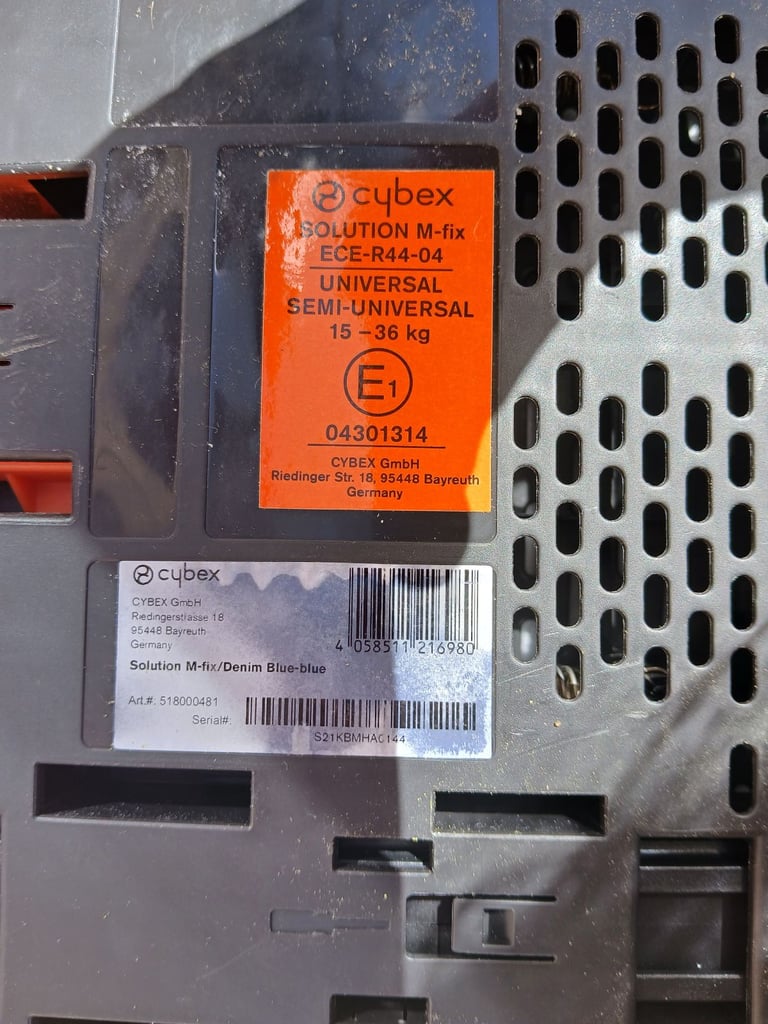 cybex
SOLUTION M-fix
ECE-R44-04
UNIVERSAL
SEMI-UNIVERSAL
15 – 36 kg
E1
04301314
CYBEX GmbH
Riedinger Str. 18, 95448 Bayreuth
Germany
cybex
CYBEX GmbH
Riedingerstrasse 18
95448 Bayreuth
Germany
4 058511 216980
Solution M-fix/Denim Blue-blue
Art.#: 518000481
Serial#:
S21KBMHA0144